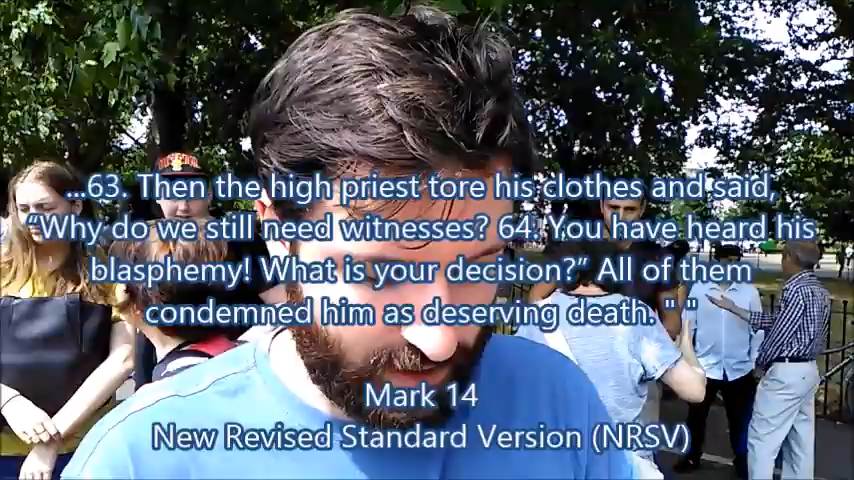 ...63. Then the high priest tore his clothes and said,
“Why do we still need witnesses? 64. You have heard his
blasphemy! What is your decision?” All of them
condemned him as deserving death. " "
Mark 14
New Revised Standard Version (NRSV)